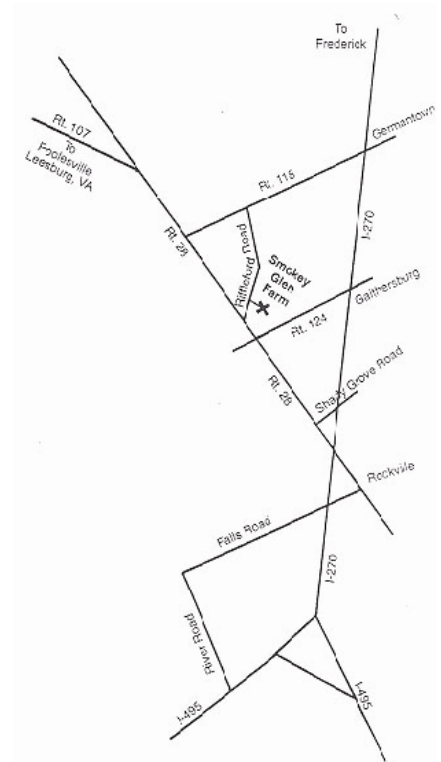 To
Frederick
Rt. 107
To
Poolesville
Leesburg, VA
Germantown
Rt. 115
Rt. 28
Riffleford Road
I-270
Smokey
Glen
Farm
Gaithersburg
Rt. 124
Rt. 28
Shady Grove Road
Rockville
Falls Road
I-270
River Road
I-495
I-495